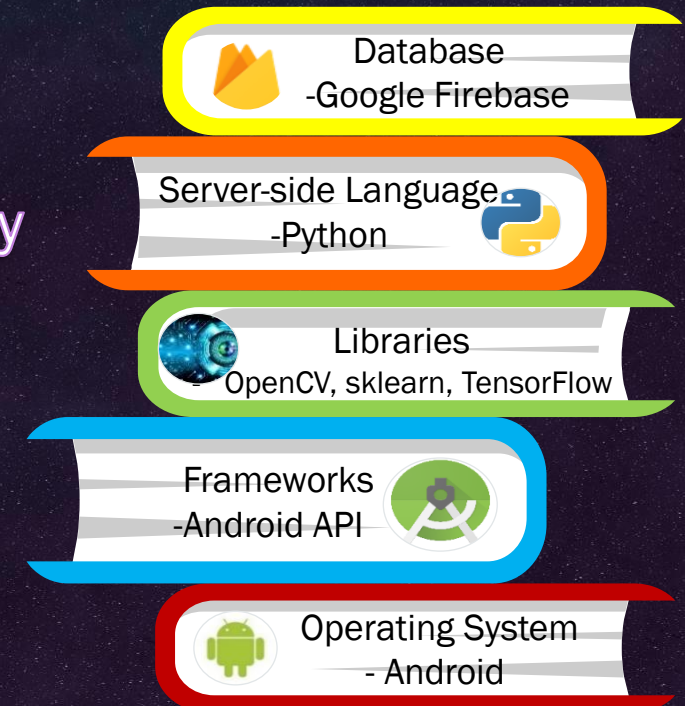 y
Database
-Google Firebase
Server-side Language
-Python
Libraries
- OpenCV, sklearn, TensorFlow
Frameworks
-Android API
Operating System
- Android